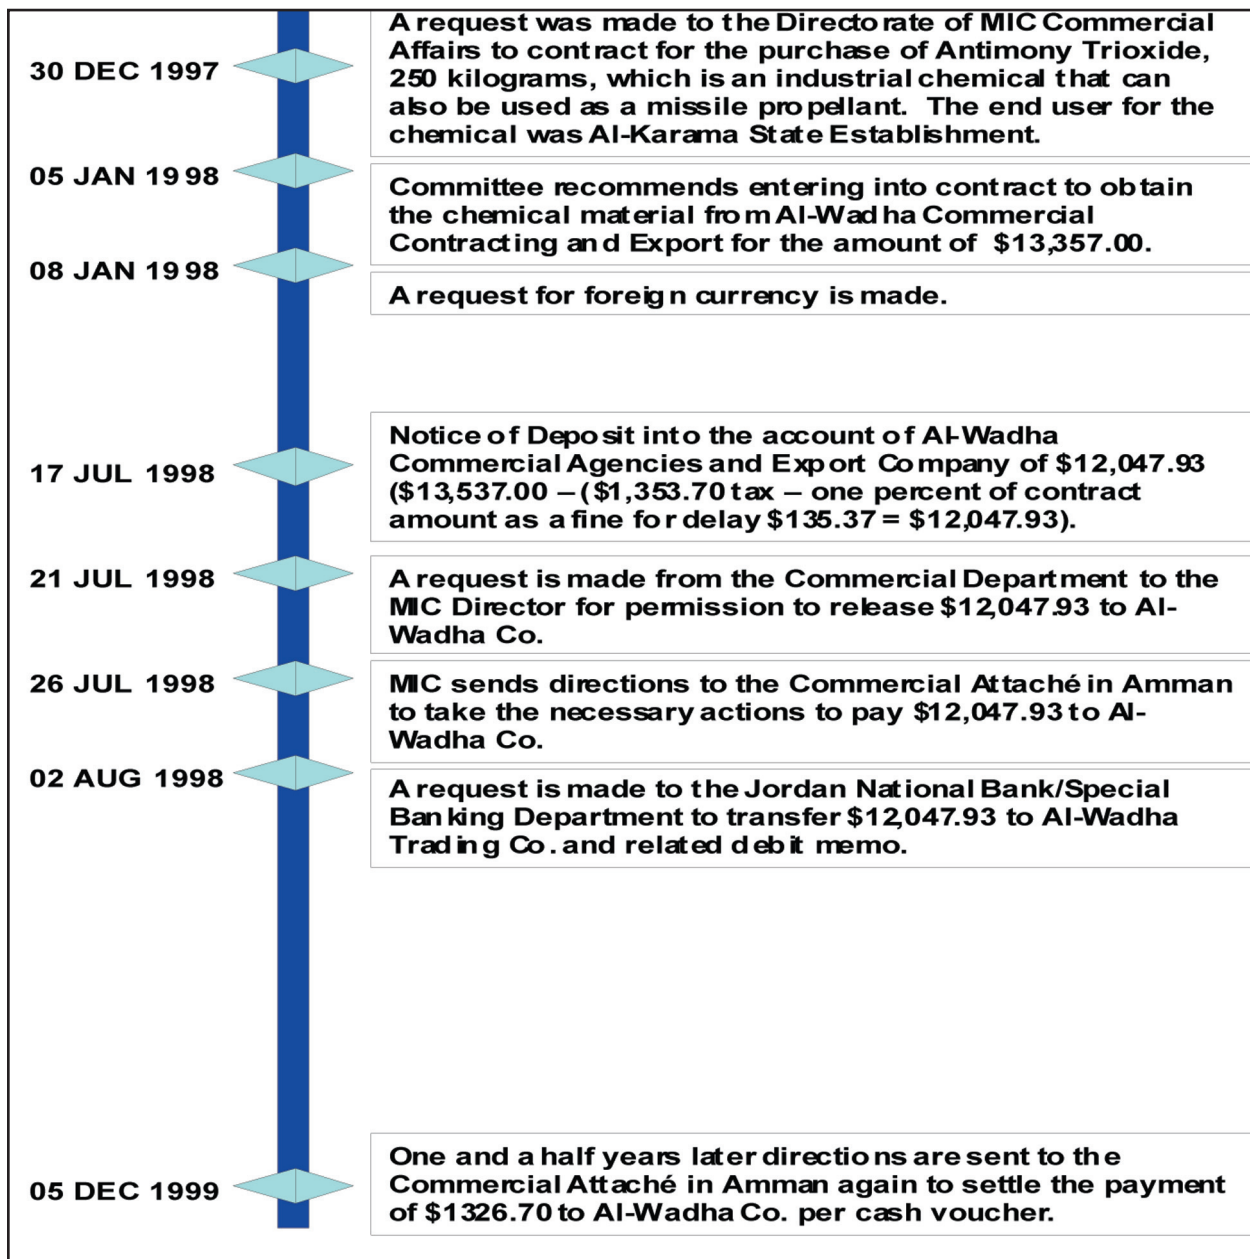 30 DEC 1997
A request was made to the Directorate of MIC Commercial
Affairs to contract for the purchase of Antimony Trioxide,
250 kilograms, which is an industrial chemical that can
also be used as a missile propellant. The end user for the
chemical was Al-Karama State Establishment.
05 JAN 1998
Committee recommends entering into contract to obtain
the chemical material from Al-Wadha Commercial
Contracting and Export for the amount of $13,357.00.
08 JAN 1998
A request for foreign currency is made.
17 JUL 1998
Notice of Deposit into the account of Al-Wadha
Commercial Agencies and Export Company of $12,047.93
($13,537.00 – ($1,353.70 tax – one percent of contract
amount as a fine for delay $135.37 = $12,047.93).
21 JUL 1998
A request is made from the Commercial Department to the
MIC Director for permission to release $12,047.93 to Al-
Wadha Co.
26 JUL 1998
MIC sends directions to the Commercial Attaché in Amman
to take the necessary actions to pay $12,047.93 to Al-
Wadha Co.
02 AUG 1998
A request is made to the Jordan National Bank/Special
Banking Department to transfer $12,047.93 to Al-Wadha
Trading Co. and related debit memo.
05 DEC 1999
One and a half years later directions are sent to the
Commercial Attaché in Amman again to settle the payment
of $1326.70 to Al-Wadha Co. per cash voucher.